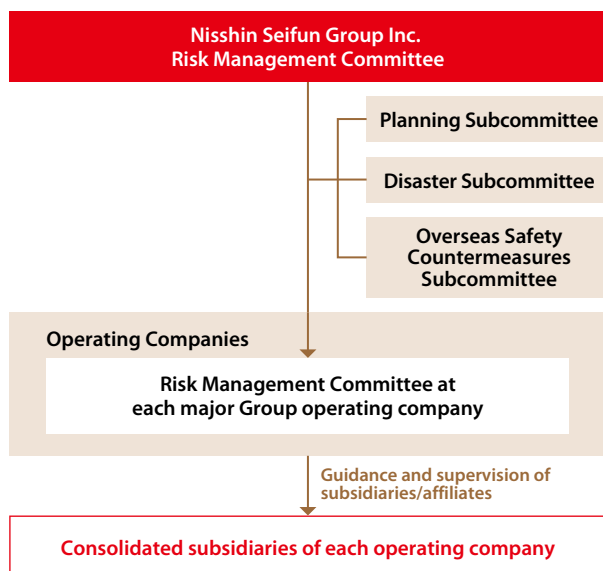 Nisshin Seifun Group Inc.
Risk Management Committee
Planning Subcommittee
Disaster Subcommittee
Overseas Safety
Countermeasures
Subcommittee
Operating Companies
Risk Management Committee at
each major Group operating company
Guidance and supervision of
subsidiaries/affiliates
Consolidated subsidiaries of each operating company